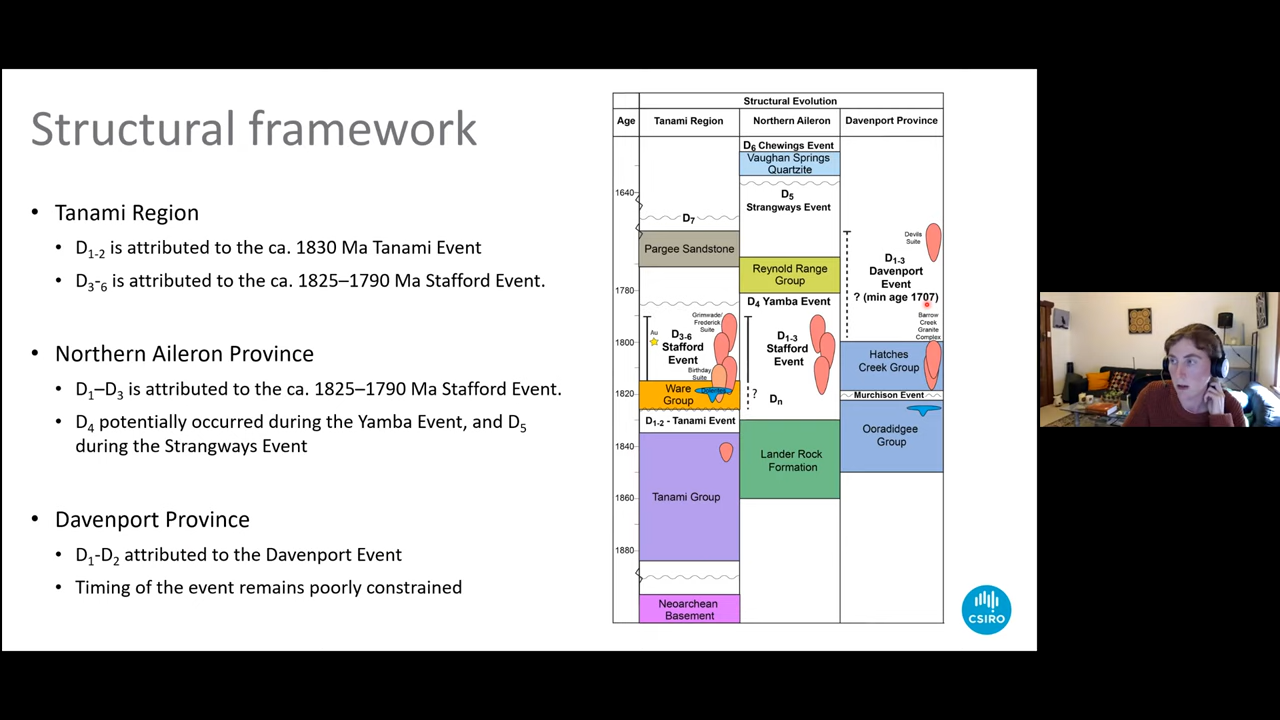 Structural framework
• Tanami Region
• D1-2 is attributed to the ca. 1830 Ma Tanami Event
• D3-6 is attributed to the ca. 1825–1790 Ma Stafford Event.
• Northern Aileron Province
• D1–D3 is attributed to the ca. 1825–1790 Ma Stafford Event.
• D4 potentially occurred during the Yamba Event, and D5
during the Strangways Event
• Davenport Province
• D1-D2 attributed to the Davenport Event
• Timing of the event remains poorly constrained
Structural Evolution
Age
Tanami Region
Northern Aileron
Davenport Province
1640
1780
1800
1820
1840
1860
1880
D7
Pargee Sandstone
Grimwade/
Frederick
Suite
Au
D3-6
Stafford
Event
Birthday
Suite
Ware
Group
Dolerites
D1-2 - Tanami Event
Tanami Group
Neoarchean
Basement
D6 Chewings Event
Vaughan Springs
Quartzite
D5
Strangways Event
Reynold Range
Group
D4 Yamba Event
D1-3
Stafford
Event
?
Dn
Lander Rock
Formation
Devils
Suite
D1-3
Davenport
Event
? (min age 1707)
Barrow
Creek
Granite
Complex
Hatches
Creek Group
Murchison Event
Ooradidgee
Group
CSIRO